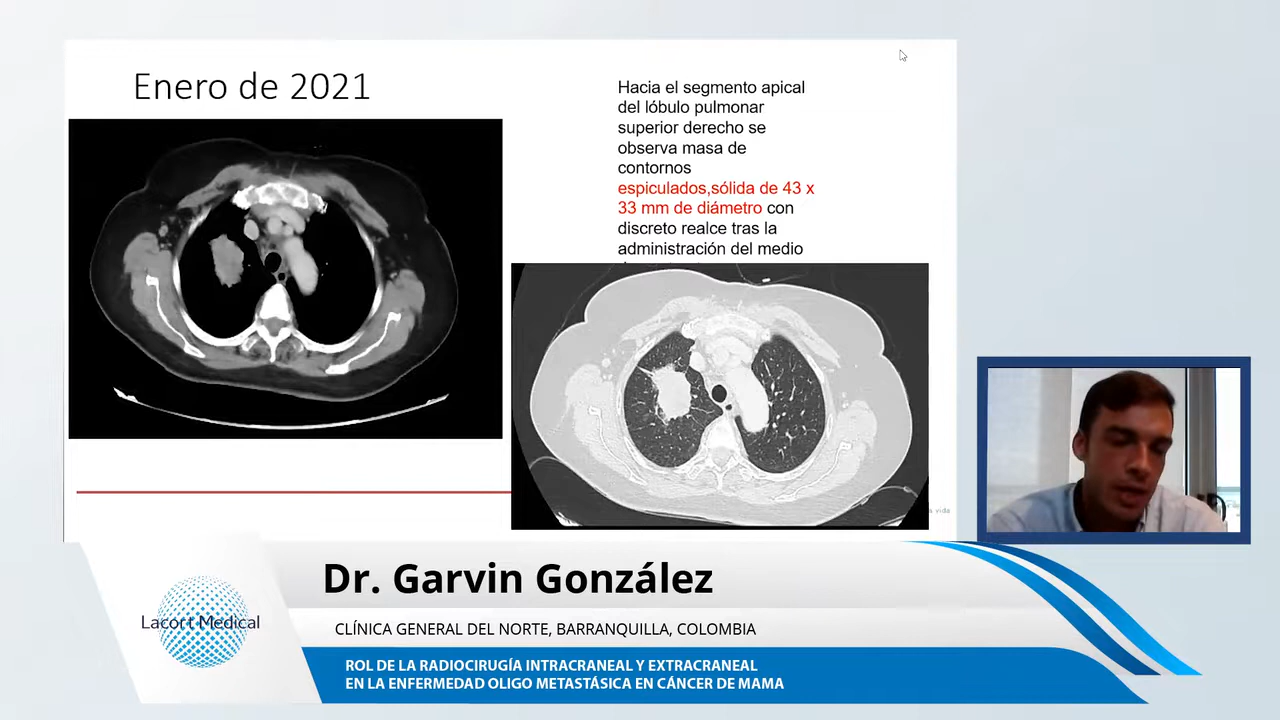 Enero de 2021
Hacia el segmento apical
del lóbulo pulmonar
superior derecho se
observa masa de
contornos
espiculados,sólida de 43 x
33 mm de diámetro con
discreto realce tras la
administración del medio
a vida
Dr. Garvin González
Lacort Medical
CLÍNICA GENERAL DEL NORTE, BARRANQUILLA, COLOMBIA
ROL DE LA RADIOCIRUGÍA INTRACRANEAL Y EXTRACRANEAL
EN LA ENFERMEDAD OLIGO METASTÁSICA EN CÁNCER DE MAMA